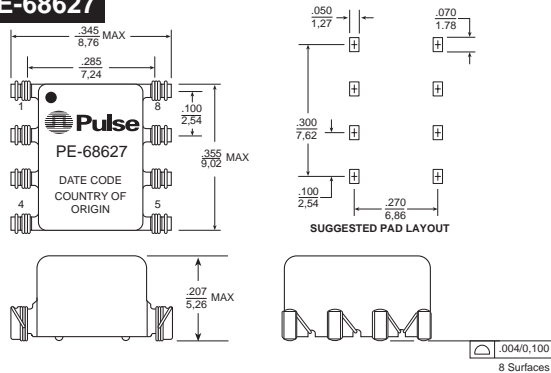 E-68627
.345
8,76
MAX
.285
7,24
1
8
.100
2,54
Pulse
PE-68627
DATE CODE
COUNTRY OF
ORIGIN
4
5
.355
9,02
MAX
.050
1,27
.070
1.78
.300
7,62
.100
2,54
.270
6,86
SUGGESTED PAD LAYOUT
.207
5,26
MAX
.004/0,100
8 Surfaces